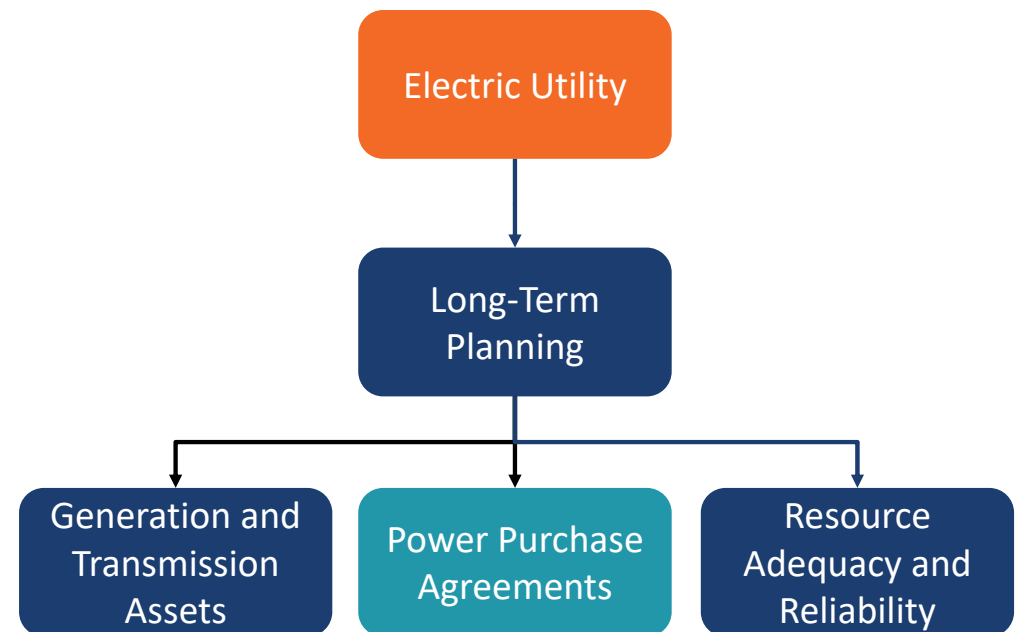 Electric Utility
Long-Term
Planning
Generation and
Transmission
Assets
Power Purchase
Agreements
Resource
Adequacy and
Reliability